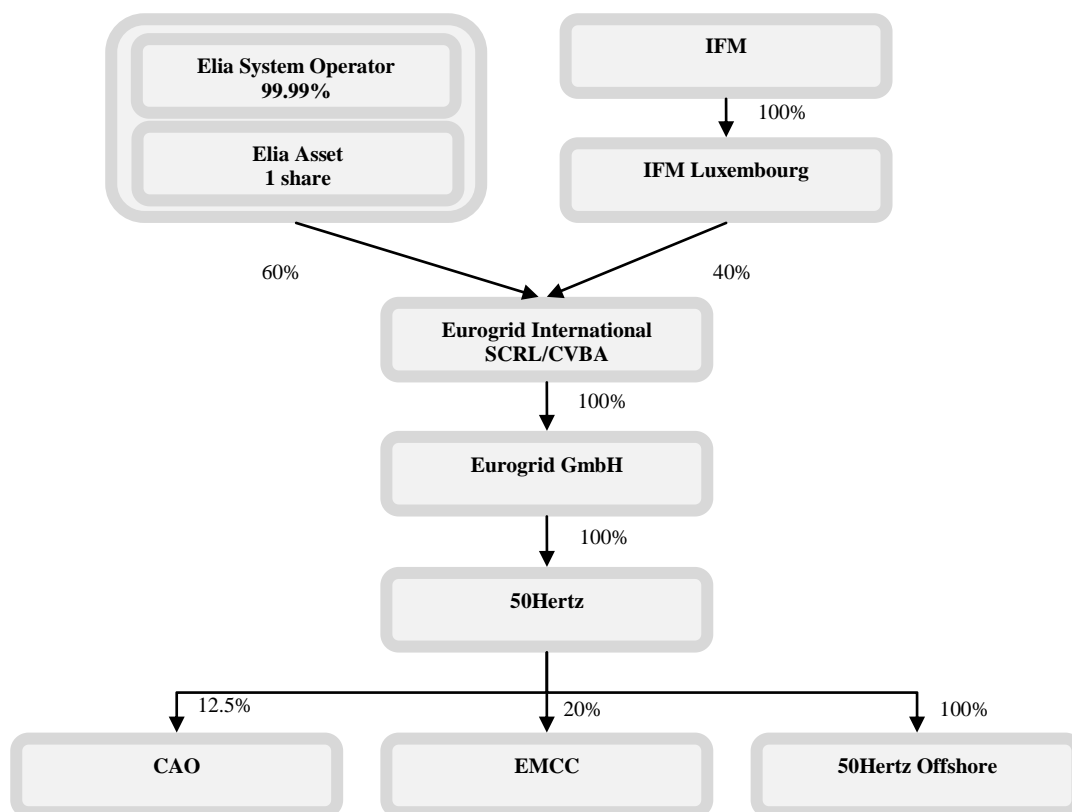 Elia System Operator
99.99%
Elia Asset
1 share
IFM
100%
IFM Luxembourg
60%
40%
Eurogrid International
SCRL/CVBA
100%
Eurogrid GmbH
100%
50Hertz
12.5%
20%
100%
CAO
EMCC
50Hertz Offshore